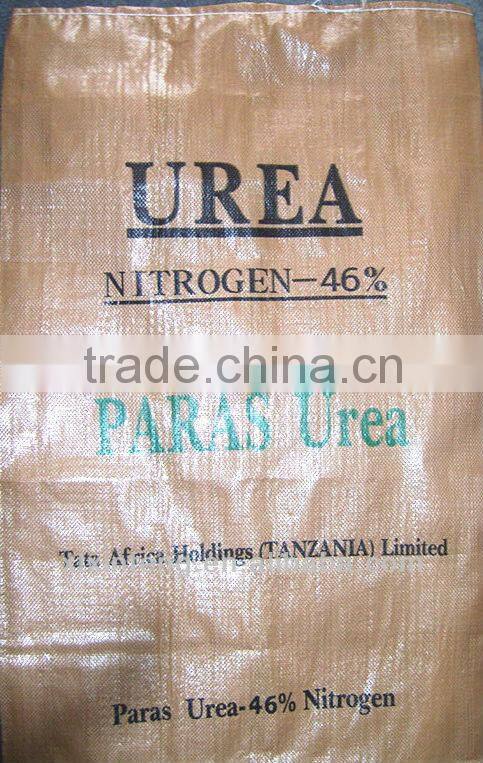 UREA
NITROGEN-46%
trade.china.cn
PARAS Urea
Tata Africa Holdings (TANZANIA) Limited
Paras Urea-46% Nitrogen